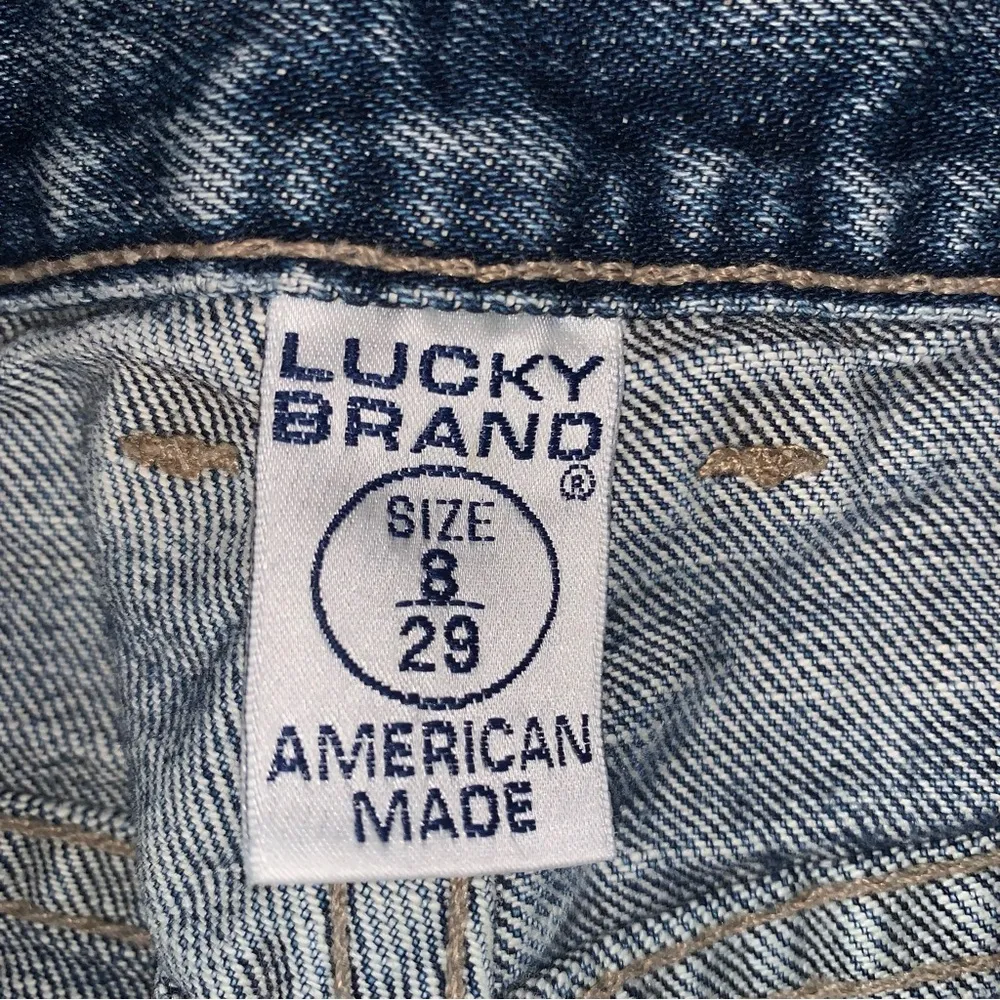 LUCKY
BRAND
®
SIZE
8
29
AMERICAN
MADE